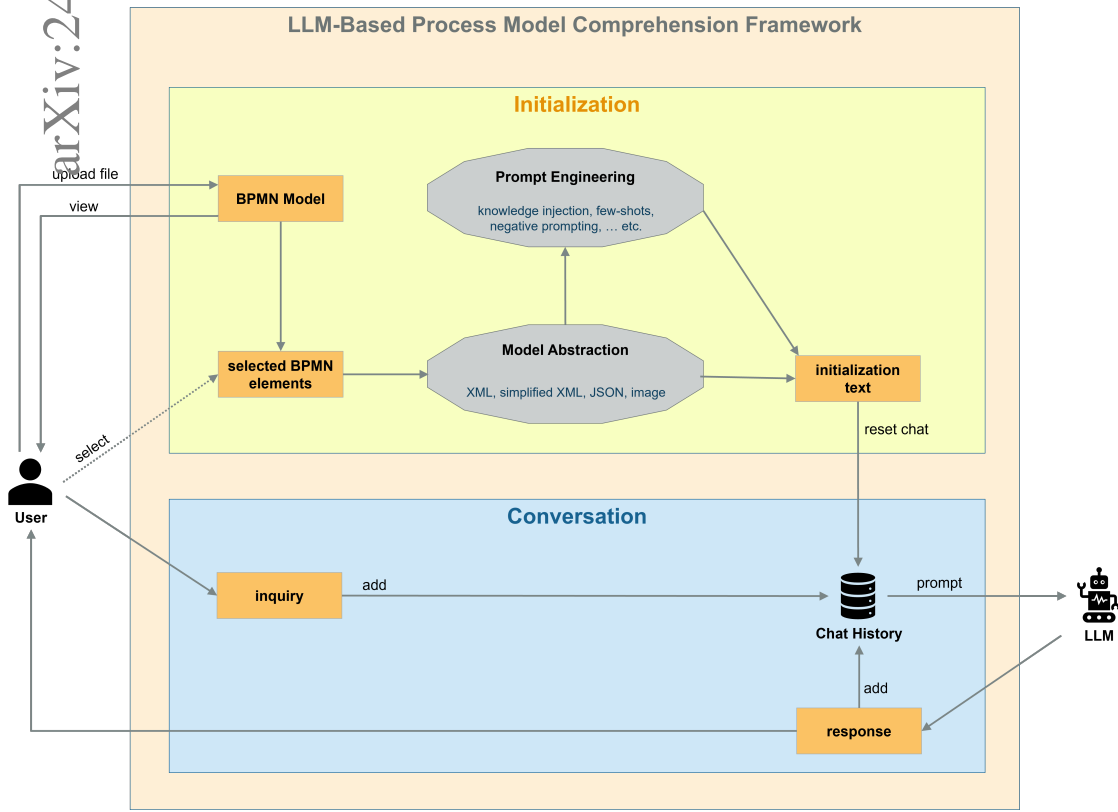 arXiv:24
LLM-Based Process Model Comprehension Framework
Initialization
upload file
view
BPMN Model
Prompt Engineering
knowledge injection, few-shots,
negative prompting, … etc.
selected BPMN
elements
Model Abstraction
XML, simplified XML, JSON, image
initialization
text
select
reset chat
User
Conversation
inquiry
add
prompt
Chat History
LLM
add
response